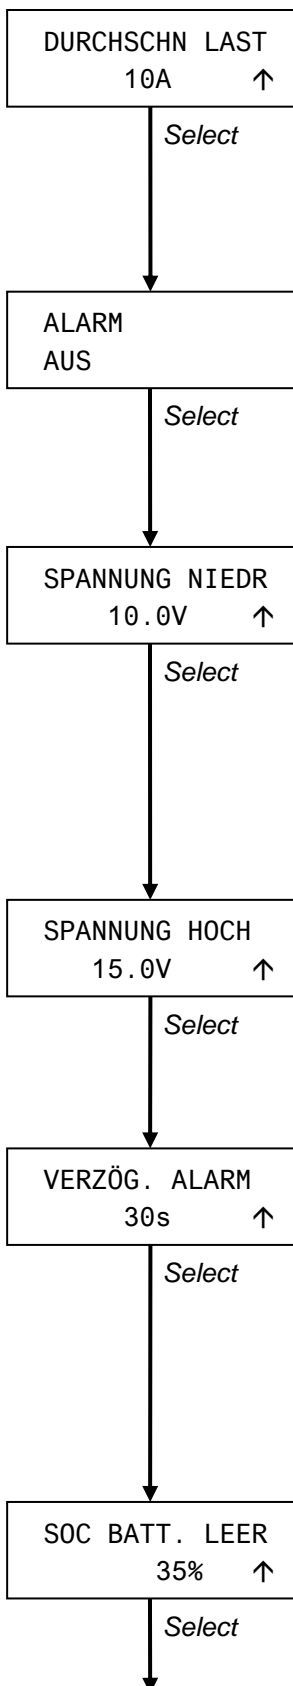 DURCHSCHN LAST
10A ↑
Select
ALARM
AUS
Select
SPANNUNG NIEDR
10.0V ↑
Select
SPANNUNG HOCH
15.0V ↑
Select
VERZÖG. ALARM
30s ↑
Select
SOC BATT. LEER
35% ↑
Select